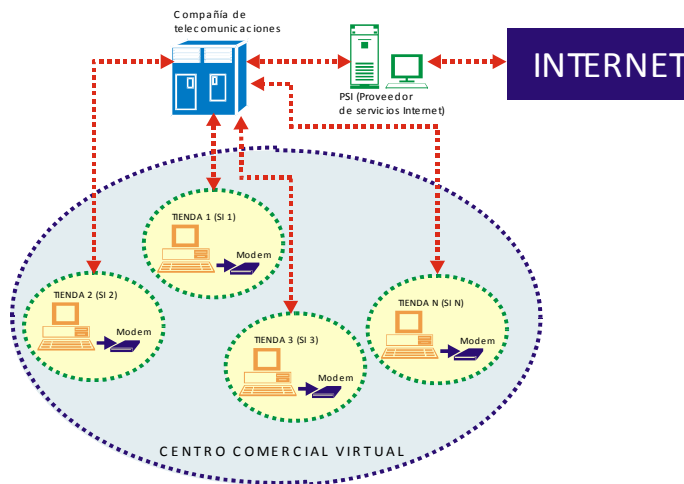 Compañía de
telecomunicaciones
PSI (Proveedor
de servicios Internet)
INTERNET
TIENDA 1 (SI 1)
Modem
TIENDA 2 (SI 2)
Modem
TIENDA 3 (SI 3)
Modem
TIENDA N (SI N)
Modem
CENTRO COMERCIAL VIRTUAL